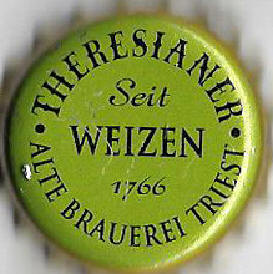 • THERESIANER •
Seit
WEIZEN
1766
ALTE BRAUEREI TRIEST